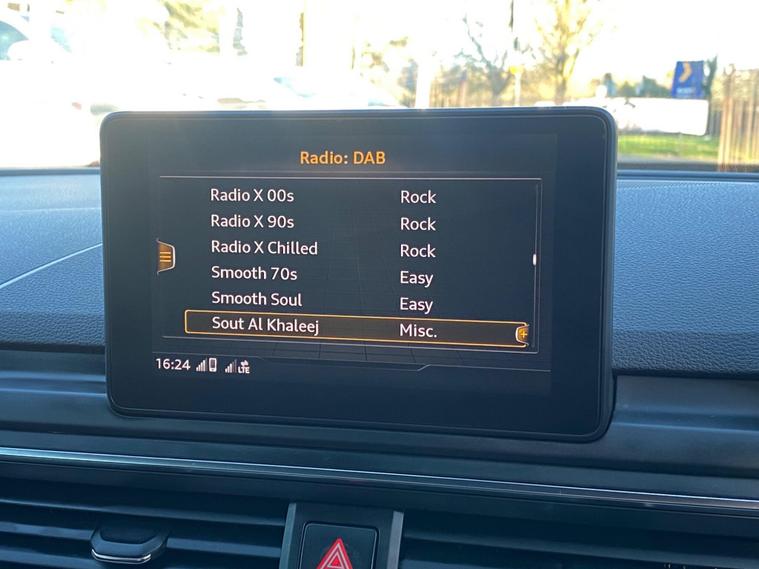 Radio: DAB
Radio X 00s Rock
Radio X 90s Rock
Radio X Chilled Rock
Smooth 70s Easy
Smooth Soul Easy
Sout Al Khaleej Misc.
16:24 LTE